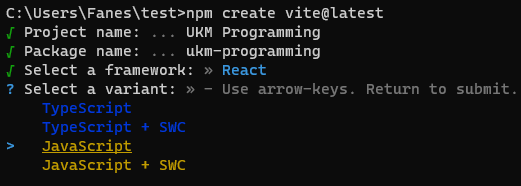 C:\Users\Fanes\test>npm create vite@latest
√ Project name: ... UKM Programming
√ Package name: ... ukm-programming
√ Select a framework: » React
? Select a variant: » - Use arrow-keys. Return to submit.
TypeScript
TypeScript + SWC
> JavaScript
JavaScript + SWC